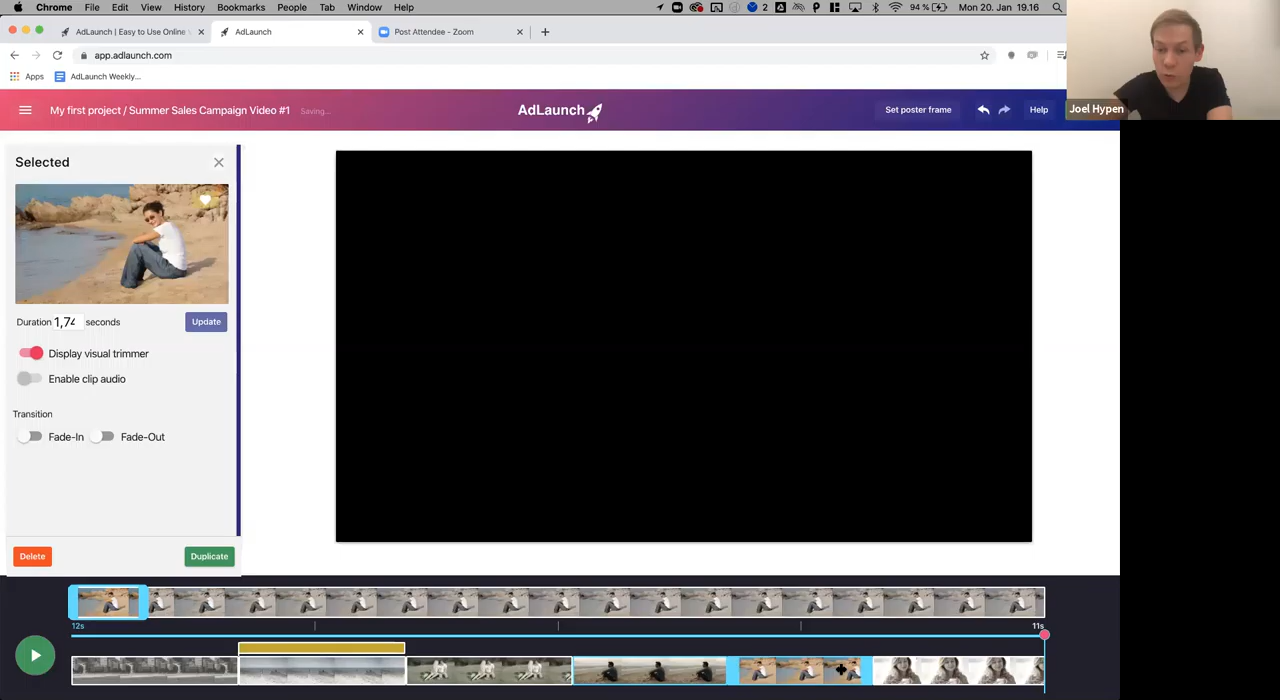 Chrome File Edit View History Bookmarks People Tab Window Help 2 94 % Mon 20. Jan 19.16
AdLaunch | Easy to Use Online
AdLaunch
Post Attendee - Zoom
app.adlaunch.com
Apps AdLaunch Weekly...
Joel Hypen
My first project / Summer Sales Campaign Video #1 Saving... AdLaunch Set poster frame Help
Selected
Duration 1,74 seconds Update
Display visual trimmer
Enable clip audio
Transition
Fade-In Fade-Out
Delete Duplicate
12s 11s